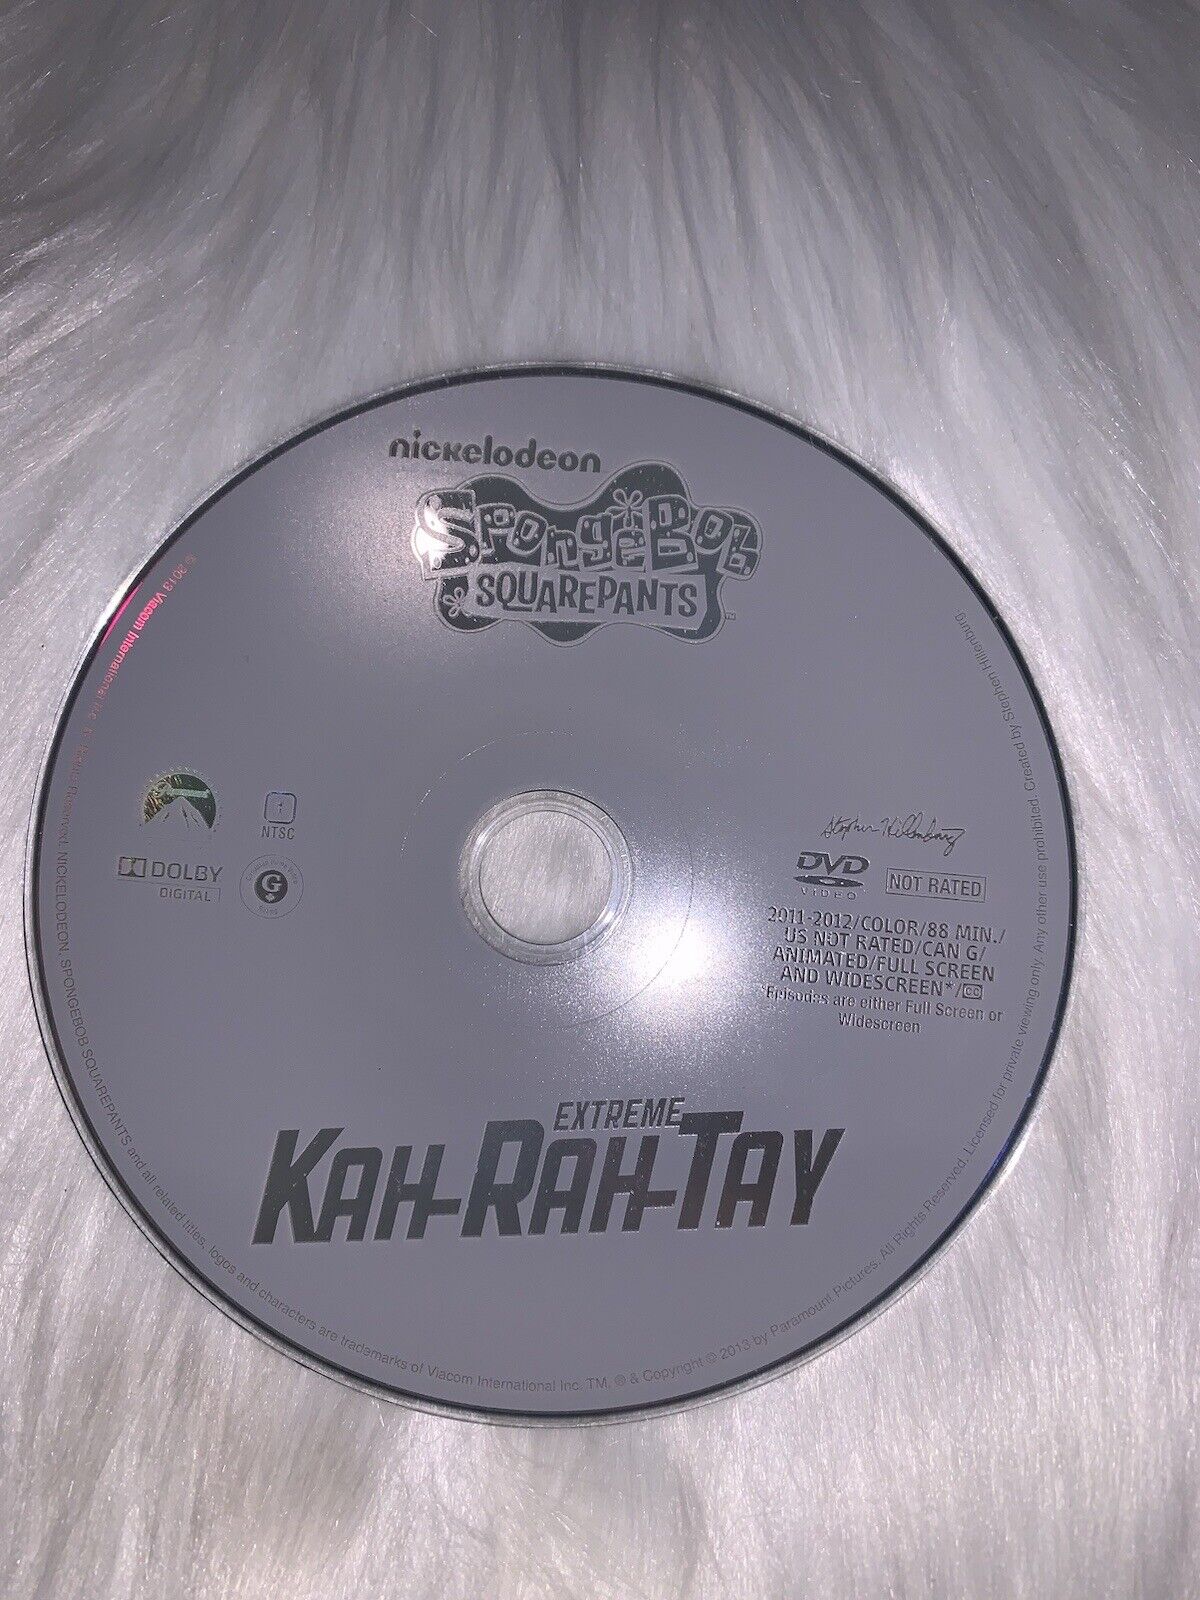 nickelodeon
SpongeBob
SQUAREPANTS
TM
1
NTSC
DOLBY
DIGITAL
G
Stephen Hillenburg
DVD
VIDEO
NOT RATED
2011-2012/COLOR/88 MIN./
US NOT RATED/CAN G/
ANIMATED/FULL SCREEN
AND WIDESCREEN*/CC
*Episodes are either Full Screen or
Widescreen
EXTREME
KAH-RAH-TAY
© 2013 Viacom International Inc. All Rights Reserved. NICKELODEON, SPONGEBOB SQUAREPANTS and all related titles, logos and characters are trademarks of Viacom International Inc. TM, ® & Copyright © 2013 by Paramount Pictures. All Rights Reserved. Licensed for private viewing only. Any other use prohibited. Created by Stephen Hillenburg.